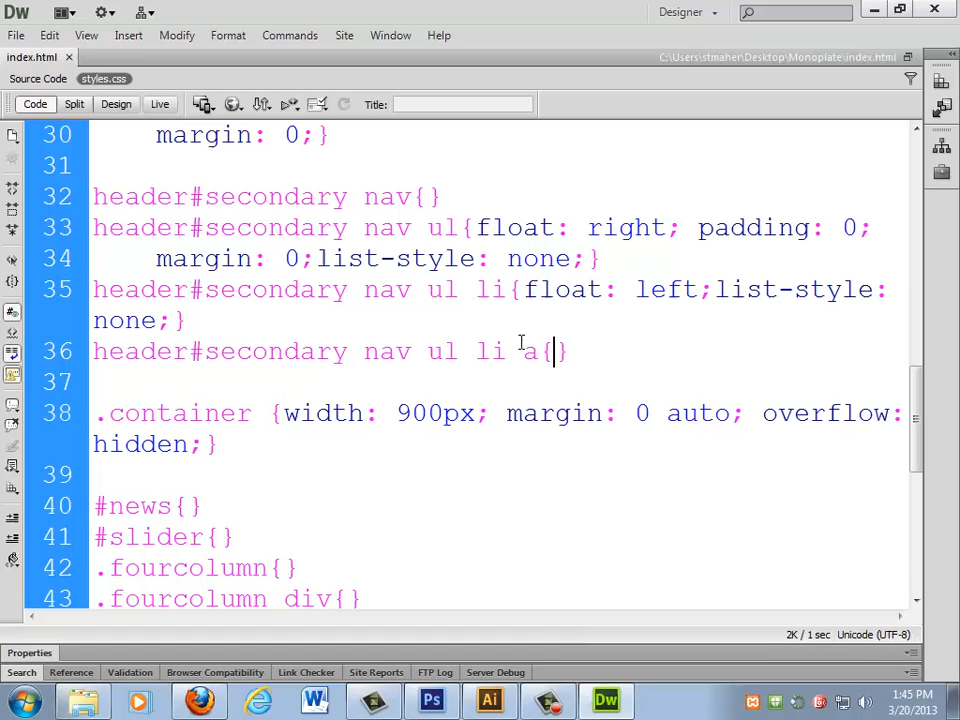 Dw
Designer
File Edit View Insert Modify Format Commands Site Window Help
index.html × C:\Users\stmaher\Desktop\Monoplate\index.html
Source Code styles.css
Code Split Design Live Title:
30 margin: 0;}
31
32 header#secondary nav{}
33 header#secondary nav ul{float: right; padding: 0;
34 margin: 0;list-style: none;}
35 header#secondary nav ul li{float: left;list-style:
none;}
36 header#secondary nav ul li a{}
37
38 .container {width: 900px; margin: 0 auto; overflow:
hidden;}
39
40 #news{}
41 #slider{}
42 .fourcolumn{}
43 .fourcolumn div{}
2K / 1 sec Unicode (UTF-8)
Properties
Search Reference Validation Browser Compatibility Link Checker Site Reports FTP Log Server Debug
W Ps Ai Dw
1:45 PM
3/20/2013